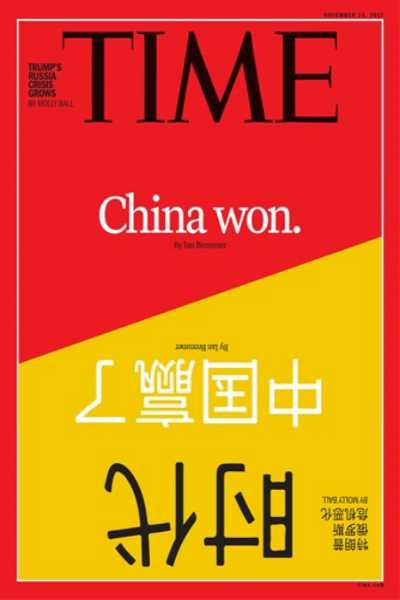 NOVEMBER 13, 2017
TIME
TRUMP'S
RUSSIA
CRISIS
GROWS
BY MOLLY BALL
China won.
By Ian Bremmer
时代
特朗普
俄罗斯
危机恶化
BY MOLLY BALL
中国赢了
By Ian Bremmer
TIME.COM